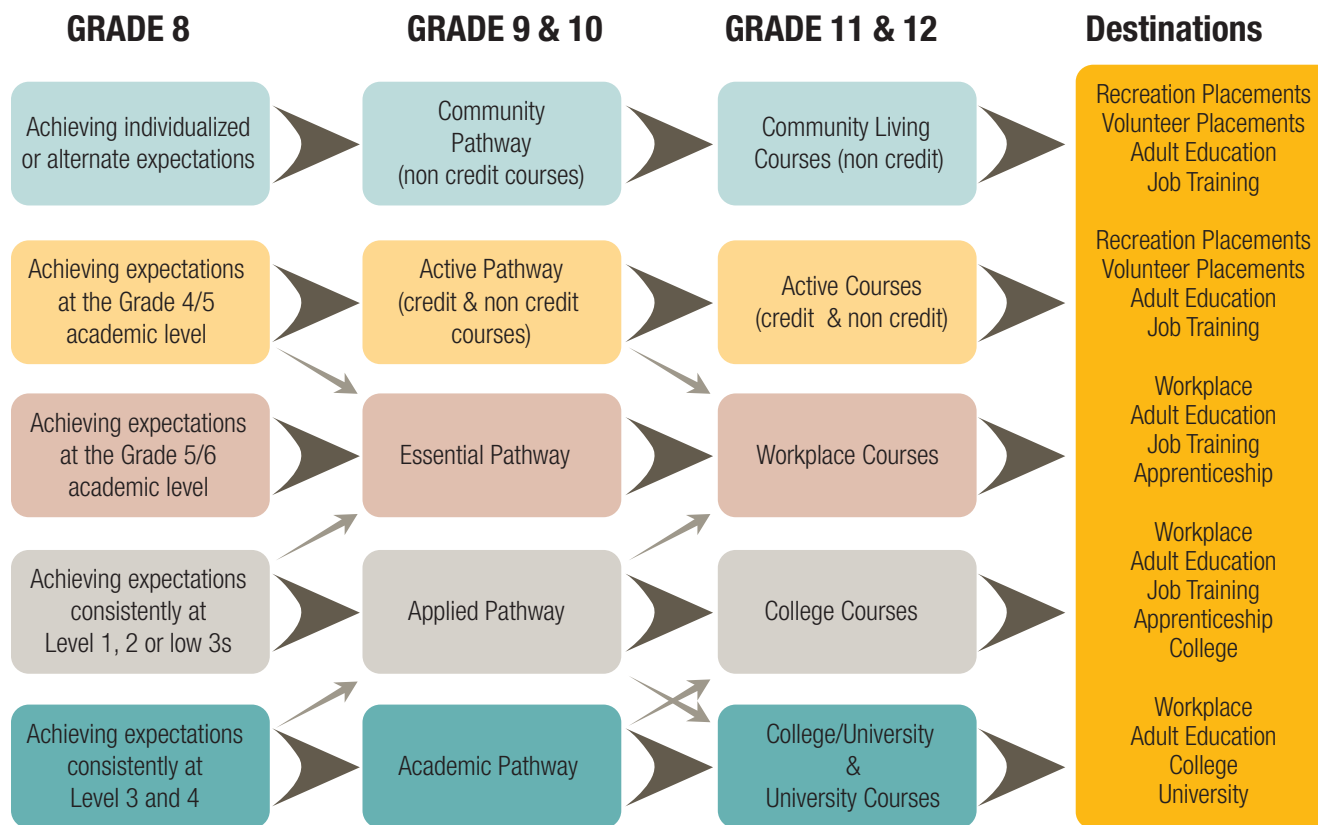 GRADE 8
GRADE 9 & 10
GRADE 11 & 12
Destinations
Achieving individualized
or alternate expectations
Community
Pathway
(non credit courses)
Community Living
Courses (non credit)
Recreation Placements
Volunteer Placements
Adult Education
Job Training
Achieving expectations
at the Grade 4/5
academic level
Active Pathway
(credit & non credit
courses)
Active Courses
(credit & non credit)
Recreation Placements
Volunteer Placements
Adult Education
Job Training
Achieving expectations
at the Grade 5/6
academic level
Essential Pathway
Workplace Courses
Workplace
Adult Education
Job Training
Apprenticeship
Achieving expectations
consistently at
Level 1, 2 or low 3s
Applied Pathway
College Courses
Workplace
Adult Education
Job Training
Apprenticeship
College
Achieving expectations
consistently at
Level 3 and 4
Academic Pathway
College/University
&
University Courses
Workplace
Adult Education
College
University